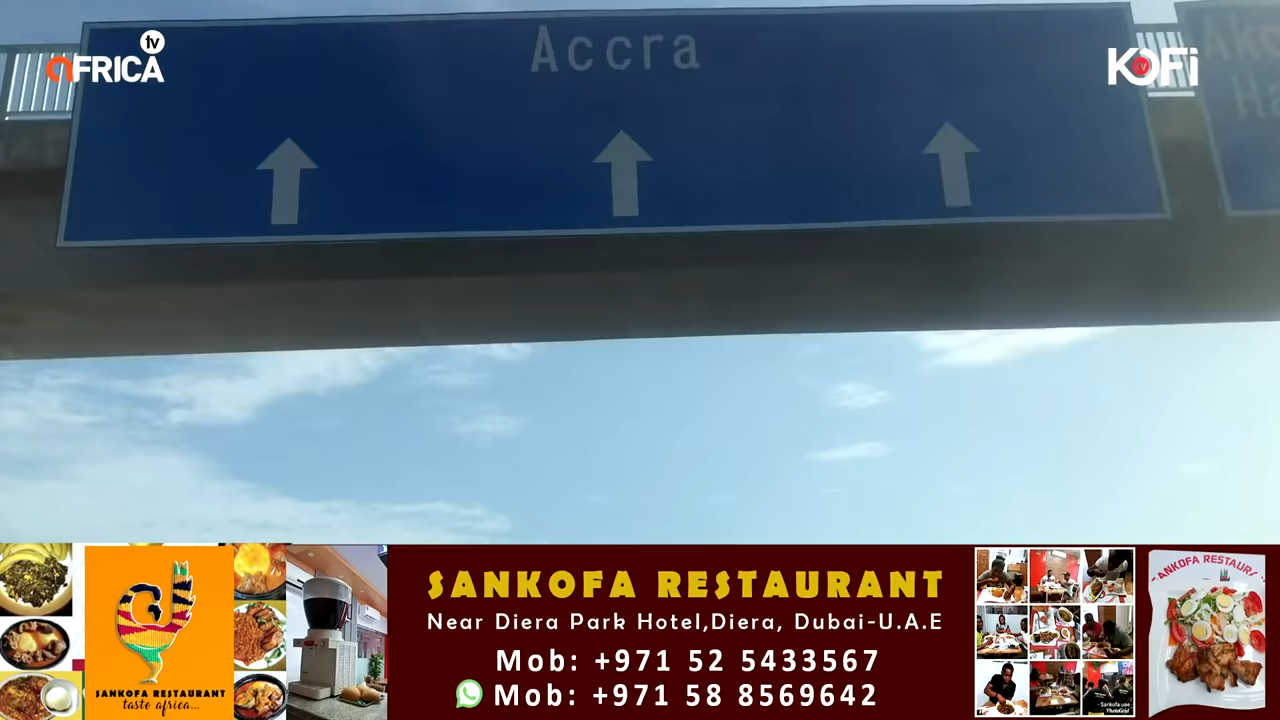 tv
AFRICA
Accra
KOFi
tv
SANKOFA RESTAURANT
taste africa...
SANKOFA RESTAURANT
Near Diera Park Hotel,Diera, Dubai-U.A.E
Mob: +971 52 5433567
Mob: +971 58 8569642